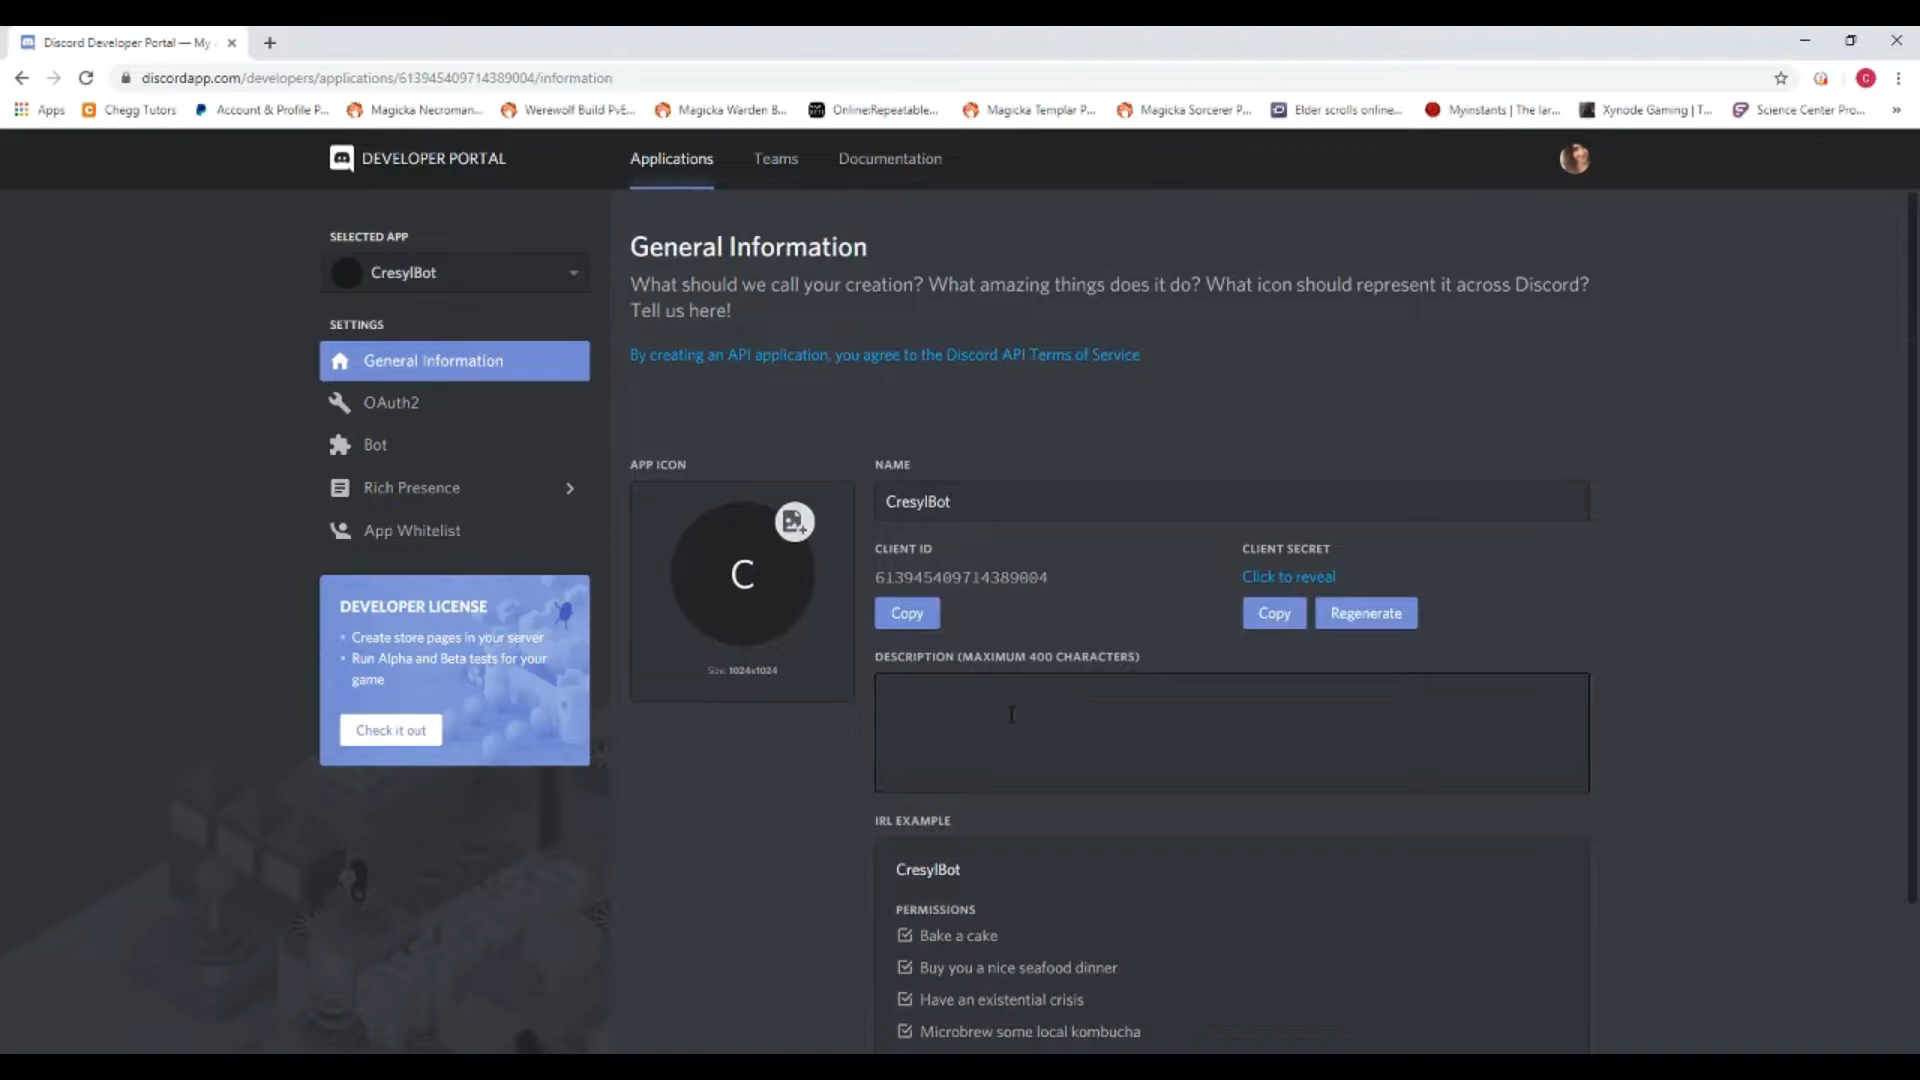 Discord Developer Portal — My
discordapp.com/developers/applications/613945409714389004/information
C
Apps
Chegg Tutors
Account & Profile P...
Magicka Necroman...
Werewolf Build PvE...
Magicka Warden B...
Online:Repeatable...
Magicka Templar P...
Magicka Sorcerer P...
Elder scrolls online...
Myinstants | The lar...
Xynode Gaming | T...
Science Center Pro...
»
DEVELOPER PORTAL
Applications
Teams
Documentation
SELECTED APP
CresylBot
SETTINGS
General Information
OAuth2
Bot
Rich Presence
App Whitelist
DEVELOPER LICENSE
• Create store pages in your server
• Run Alpha and Beta tests for your
game
Check it out
General Information
What should we call your creation? What amazing things does it do? What icon should represent it across Discord?
Tell us here!
By creating an API application, you agree to the Discord API Terms of Service
APP ICON
C
Size: 1024x1024
NAME
CresylBot
CLIENT ID
613945409714389004
Copy
CLIENT SECRET
Click to reveal
Copy
Regenerate
DESCRIPTION (MAXIMUM 400 CHARACTERS)
IRL EXAMPLE
CresylBot
PERMISSIONS
Bake a cake
Buy you a nice seafood dinner
Have an existential crisis
Microbrew some local kombucha